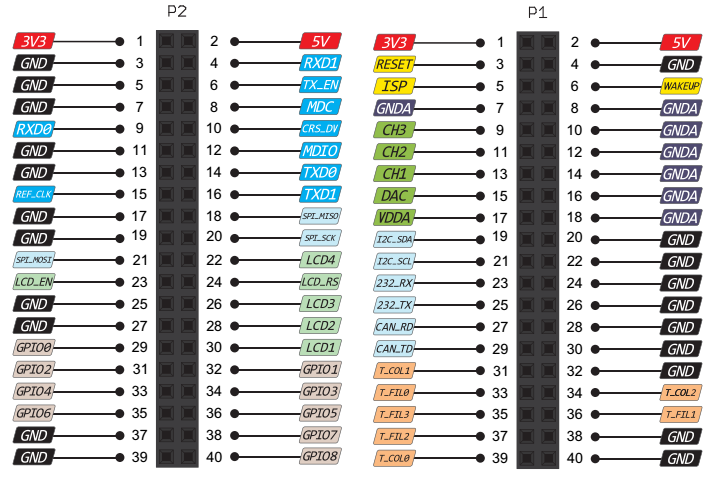 P2 P1
3V3 1 2 5V 3V3 1 2 5V
GND 3 4 RXD1 RESET 3 4 GND
GND 5 6 TX_EN ISP 5 6 WAKEUP
GND 7 8 MDC GNDA 7 8 GNDA
RXD0 9 10 CRS_DV CH3 9 10 GNDA
GND 11 12 MDIO CH2 11 12 GNDA
GND 13 14 TXD0 CH1 13 14 GNDA
REF_CLK 15 16 TXD1 DAC 15 16 GNDA
GND 17 18 SPI_MISO VDDA 17 18 GNDA
GND 19 20 SPI_SCK I2C_SDA 19 20 GND
SPI_MOSI 21 22 LCD4 I2C_SCL 21 22 GND
LCD_EN 23 24 LCD_RS 232_RX 23 24 GND
GND 25 26 LCD3 232_TX 25 26 GND
GND 27 28 LCD2 CAN_RD 27 28 GND
GPIO0 29 30 LCD1 CAN_TD 29 30 GND
GPIO2 31 32 GPIO1 T_COL1 31 32 GND
GPIO4 33 34 GPIO3 T_FIL0 33 34 T_COL2
GPIO6 35 36 GPIO5 T_FIL3 35 36 T_FIL1
GND 37 38 GPIO7 T_FIL2 37 38 GND
GND 39 40 GPIO8 T_COL0 39 40 GND